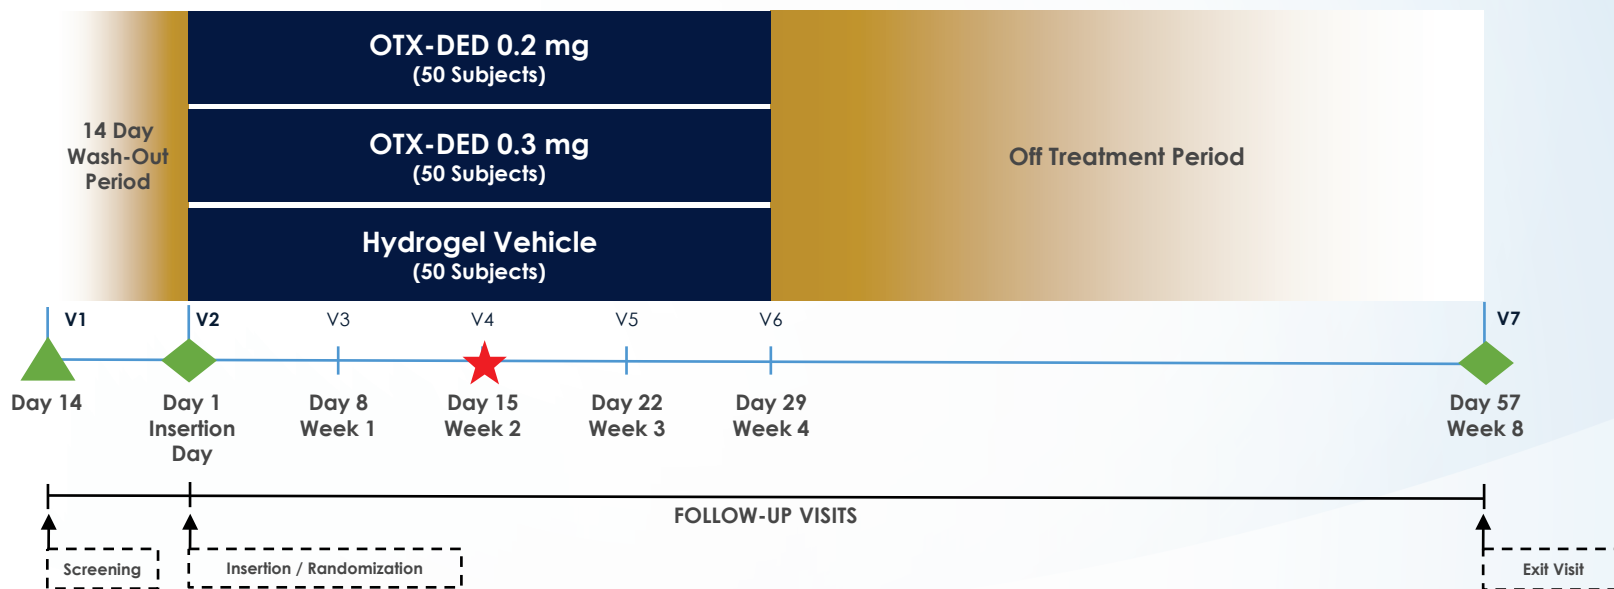 14 Day
Wash-Out
Period
OTX-DED 0.2 mg
(50 Subjects)
OTX-DED 0.3 mg
(50 Subjects)
Hydrogel Vehicle
(50 Subjects)
Off Treatment Period
V1
V2
V3
V4
V5
V6
V7
Day 14
Day 1
Insertion
Day
Day 8
Week 1
Day 15
Week 2
Day 22
Week 3
Day 29
Week 4
Day 57
Week 8
FOLLOW-UP VISITS
Screening
Insertion / Randomization
Exit Visit